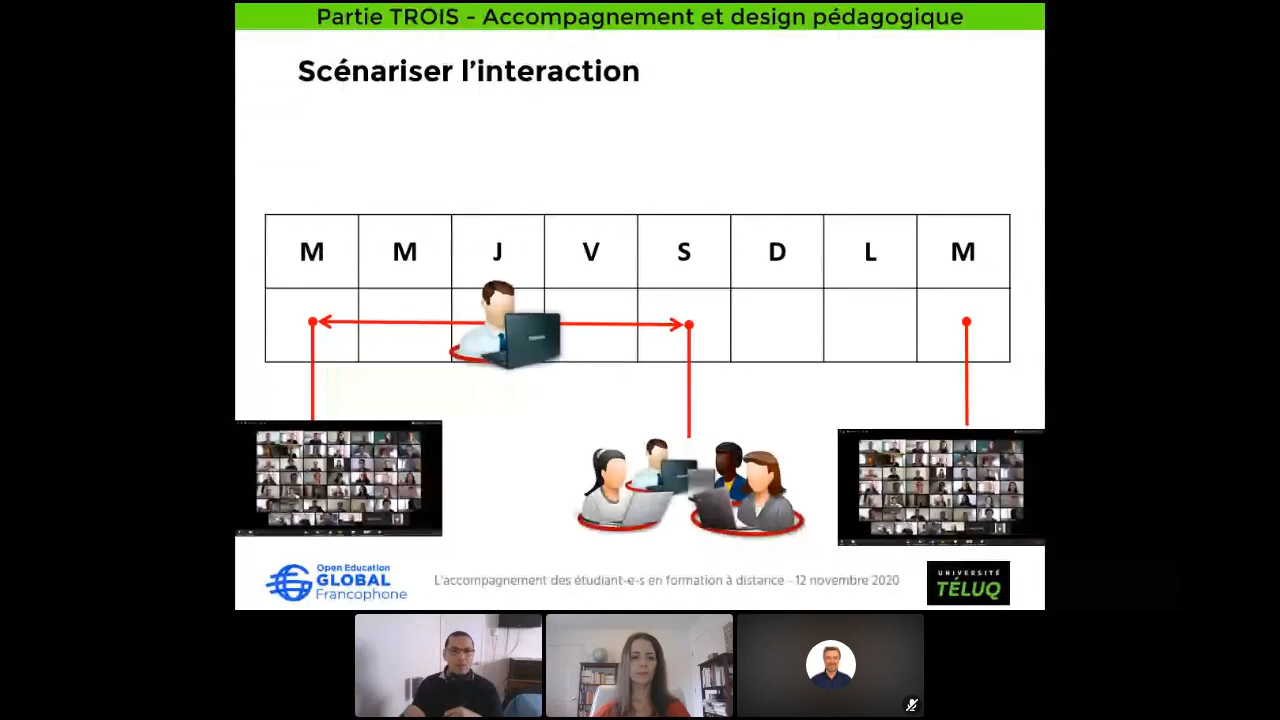 Partie TROIS - Accompagnement et design pédagogique
Scénariser l'interaction
M M J V S D L M
Open Education
GLOBAL
Francophone
L'accompagnement des étudiant-e-s en formation à distance - 12 novembre 2020
UNIVERSITÉ
TÉLUQ